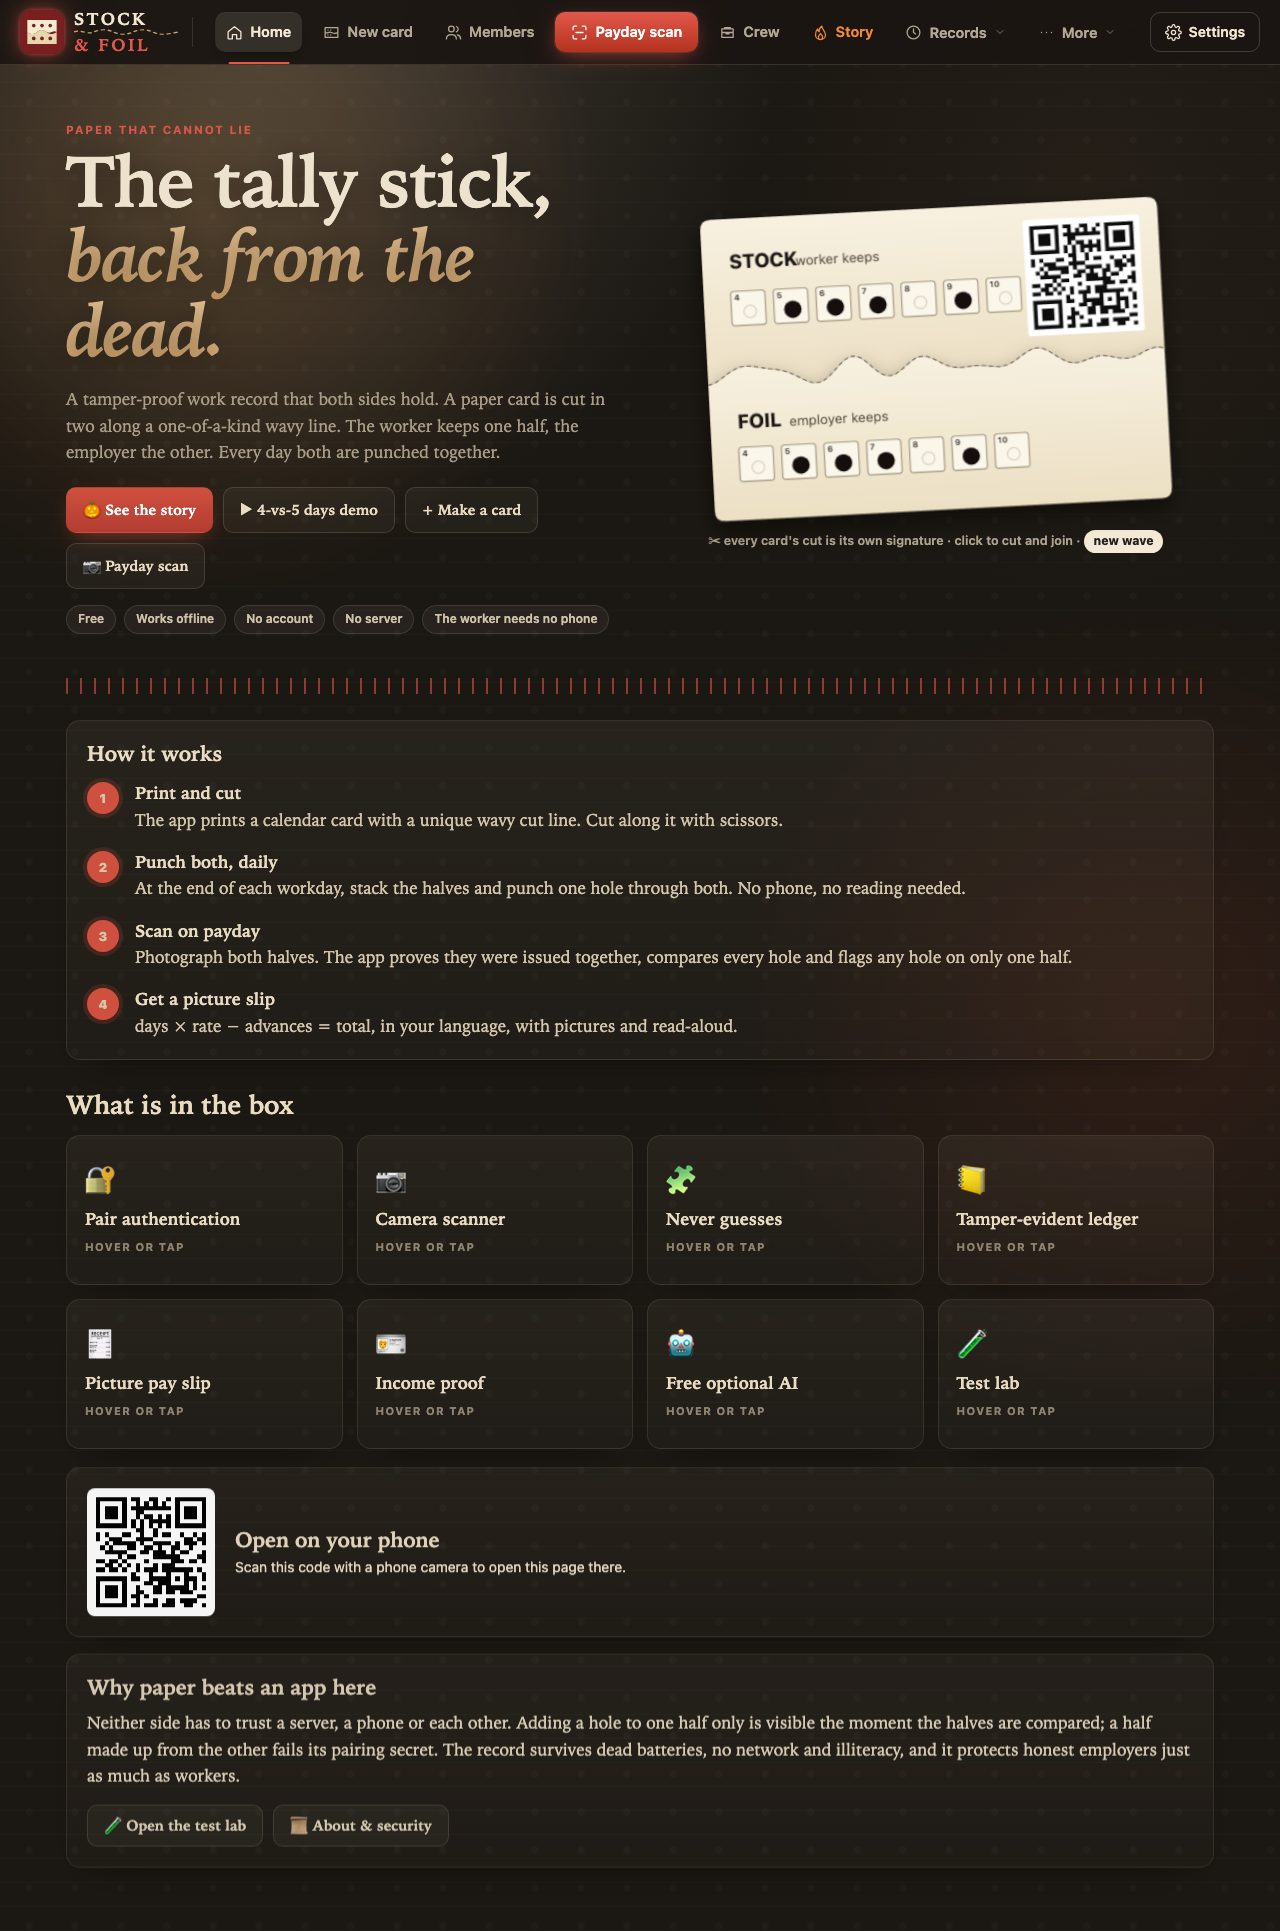 STOCK
& FOIL
Home
New card
Members
Payday scan
Crew
Story
Records
More
Settings
PAPER THAT CANNOT LIE
The tally stick,
back from the
dead.
A tamper-proof work record that both sides hold. A paper card is cut in
two along a one-of-a-kind wavy line. The worker keeps one half, the
employer the other. Every day both are punched together.
See the story
4-vs-5 days demo
+ Make a card
Payday scan
Free
Works offline
No account
No server
The worker needs no phone
STOCK worker keeps
4 5 6 7 8 9 10
FOIL employer keeps
4 5 6 7 8 9 10
✂ every card's cut is its own signature · click to cut and join · new wave
How it works
1 Print and cut
The app prints a calendar card with a unique wavy cut line. Cut along it with scissors.
2 Punch both, daily
At the end of each workday, stack the halves and punch one hole through both. No phone, no reading needed.
3 Scan on payday
Photograph both halves. The app proves they were issued together, compares every hole and flags any hole on only one half.
4 Get a picture slip
days × rate − advances = total, in your language, with pictures and read-aloud.
What is in the box
Pair authentication
HOVER OR TAP
Camera scanner
HOVER OR TAP
Never guesses
HOVER OR TAP
Tamper-evident ledger
HOVER OR TAP
Picture pay slip
HOVER OR TAP
Income proof
HOVER OR TAP
Free optional AI
HOVER OR TAP
Test lab
HOVER OR TAP
Open on your phone
Scan this code with a phone camera to open this page there.
Why paper beats an app here
Neither side has to trust a server, a phone or each other. Adding a hole to one half only is visible the moment the halves are compared; a half
made up from the other fails its pairing secret. The record survives dead batteries, no network and illiteracy, and it protects honest employers just
as much as workers.
Open the test lab
About & security